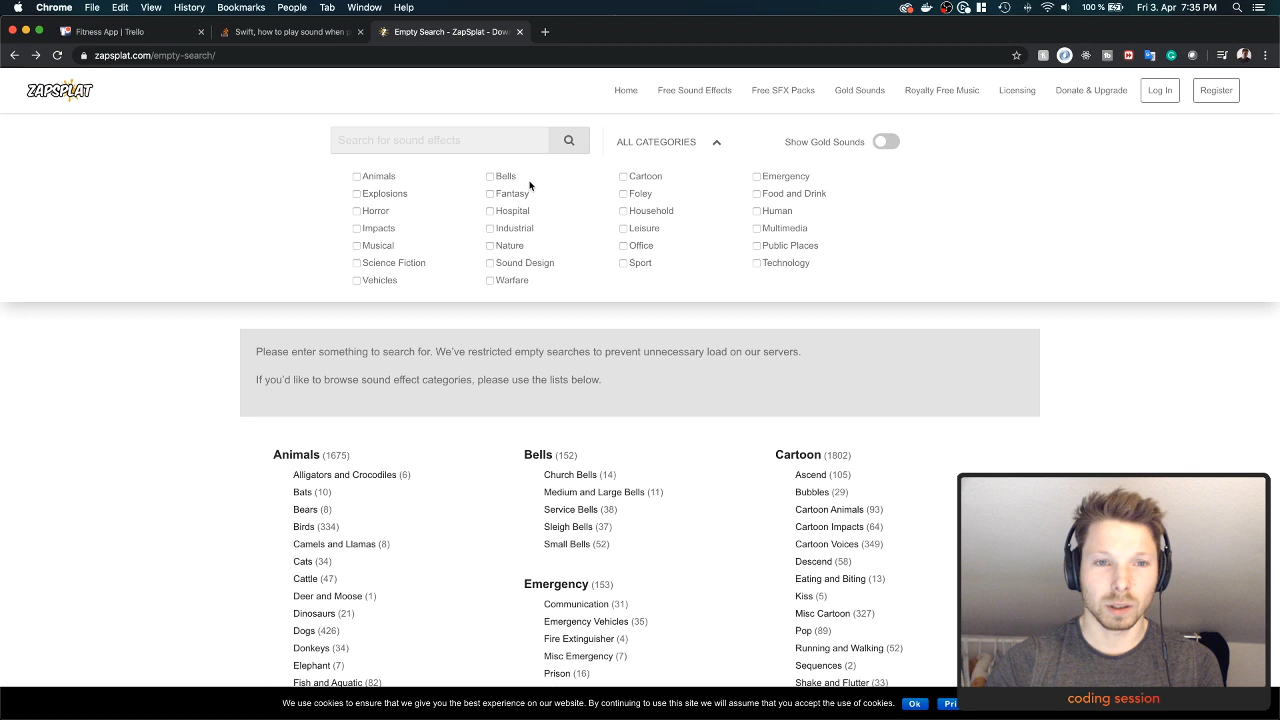 Chrome File Edit View History Bookmarks People Tab Window Help 100 % Fri 3. Apr 7:35 PM
Fitness App | Trello
Swift, how to play sound when p
Empty Search - ZapSplat - Dow
zapsplat.com/empty-search/
ZAPSPLAT
Home Free Sound Effects Free SFX Packs Gold Sounds Royalty Free Music Licensing Donate & Upgrade Log In Register
Search for sound effects ALL CATEGORIES Show Gold Sounds
Animals Bells Cartoon Emergency
Explosions Fantasy Foley Food and Drink
Horror Hospital Household Human
Impacts Industrial Leisure Multimedia
Musical Nature Office Public Places
Science Fiction Sound Design Sport Technology
Vehicles Warfare
Please enter something to search for. We've restricted empty searches to prevent unnecessary load on our servers.
If you'd like to browse sound effect categories, please use the lists below.
Animals (1675)
Alligators and Crocodiles (6)
Bats (10)
Bears (8)
Birds (334)
Camels and Llamas (8)
Cats (34)
Cattle (47)
Deer and Moose (1)
Dinosaurs (21)
Dogs (426)
Donkeys (34)
Elephant (7)
Fish and Aquatic (82)
Bells (152)
Church Bells (14)
Medium and Large Bells (11)
Service Bells (38)
Sleigh Bells (37)
Small Bells (52)
Emergency (153)
Communication (31)
Emergency Vehicles (35)
Fire Extinguisher (4)
Misc Emergency (7)
Prison (16)
Cartoon (1802)
Ascend (105)
Bubbles (29)
Cartoon Animals (93)
Cartoon Impacts (64)
Cartoon Voices (349)
Descend (58)
Eating and Biting (13)
Kiss (5)
Misc Cartoon (327)
Pop (89)
Running and Walking (52)
Sequences (2)
Shake and Flutter (33)
We use cookies to ensure that we give you the best experience on our website. By continuing to use this site we will assume that you accept the use of cookies. Ok Pri
coding session